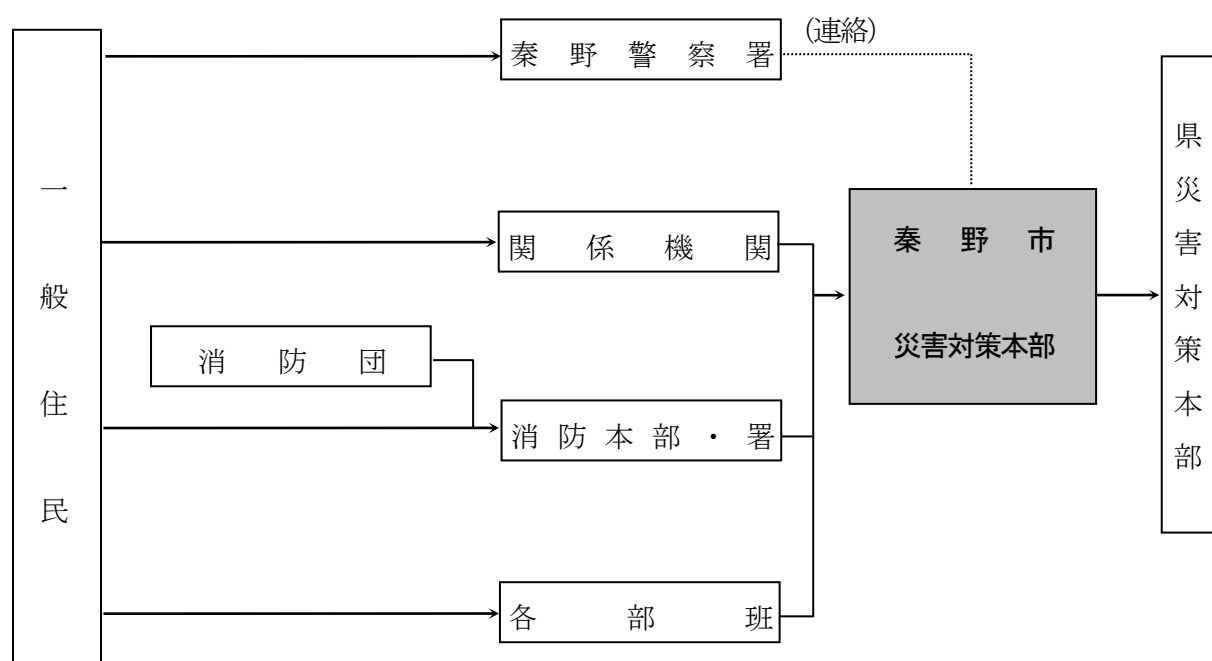 一般住民
秦野警察署
(連絡)
関係機関
消防団
消防本部・署
各部班
秦野市
災害対策本部
県災害対策本部